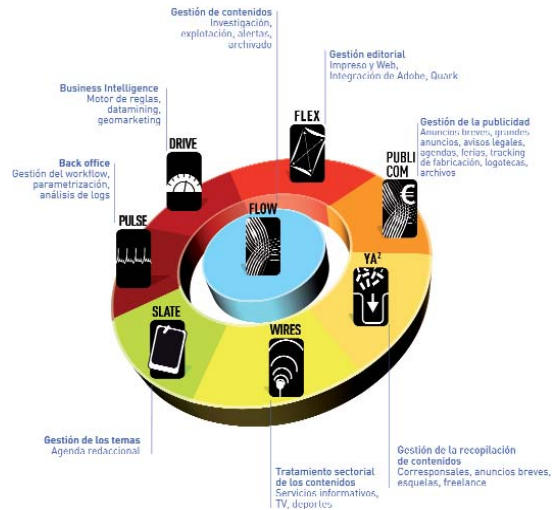 Gestión de contenidos
Investigación,
explotación, alertas,
archivado
Gestión editorial
Impreso y Web,
Integración de Adobe, Quark
Business Intelligence
Motor de reglas,
datamining,
geomarketing
Gestión de la publicidad
Anuncios breves, grandes
anuncios, avisos legales,
agendas, ferias, tracking
de fabricación, logotecas,
archivos
Back office
Gestión del workflow,
parametrización,
análisis de logs
FLEX
DRIVE
PUBLI
COM
€
PULSE
FLOW
YA²
SLATE
WIRES
Gestión de los temas
Agenda redaccional
Tratamiento sectorial
de los contenidos
Servicios informativos,
TV, deportes
Gestión de la recopilación
de contenidos
Corresponsales, anuncios breves,
esquelas, freelance